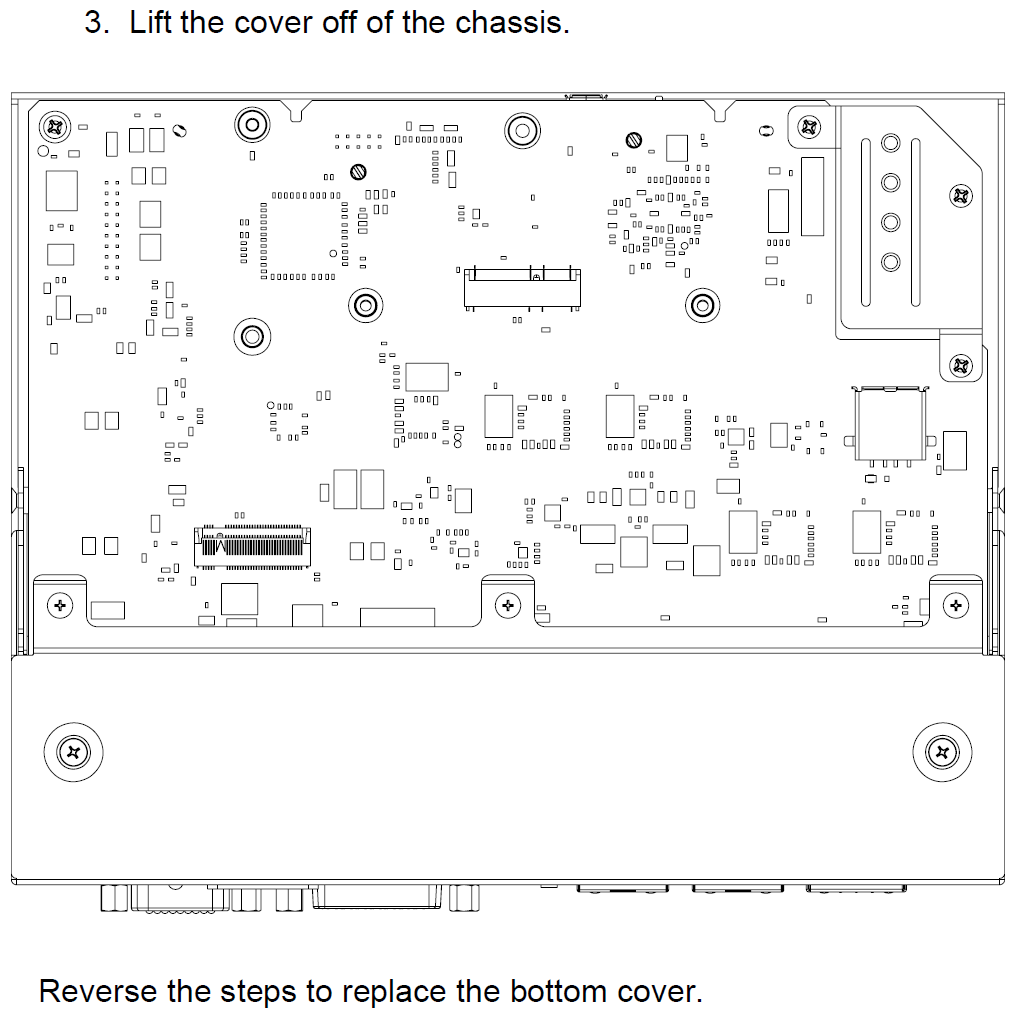 3. Lift the cover off of the chassis.
Reverse the steps to replace the bottom cover.